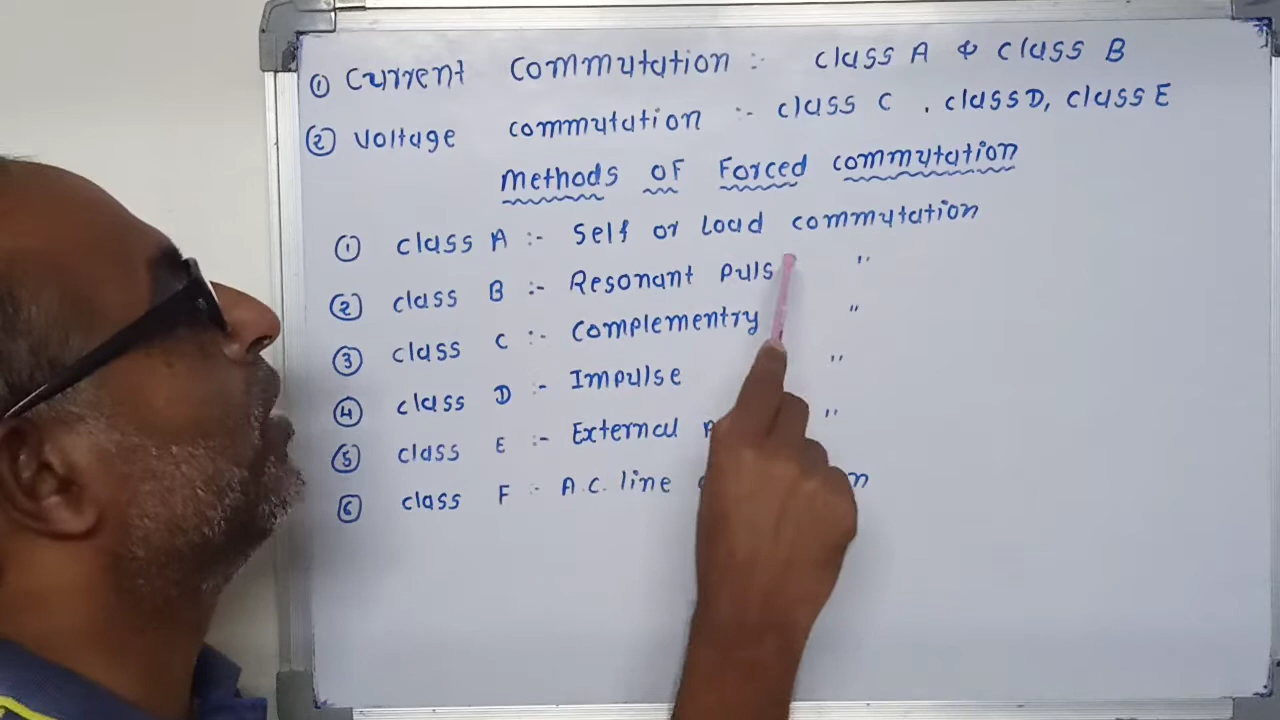 ① Current Commutation :- class A & class B
② Voltage commutation :- class C , class D, class E
Methods of Forced commutation
① class A :- Self or Load commutation
② class B :- Resonant Puls "
③ class C :- Complementry "
④ class D :- Impulse "
⑤ class E :- External "
⑥ class F :- A.C. line